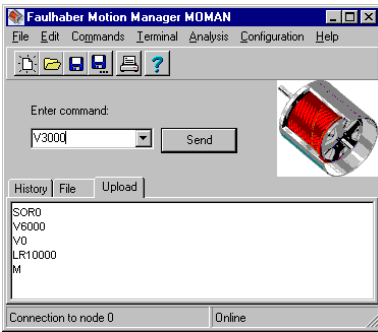 Faulhaber Motion Manager MOMAN
File Edit Commands Terminal Analysis Configuration Help
Enter command:
V3000 Send
History File Upload
SOR0
V6000
V0
LR10000
M
Connection to node 0 Online